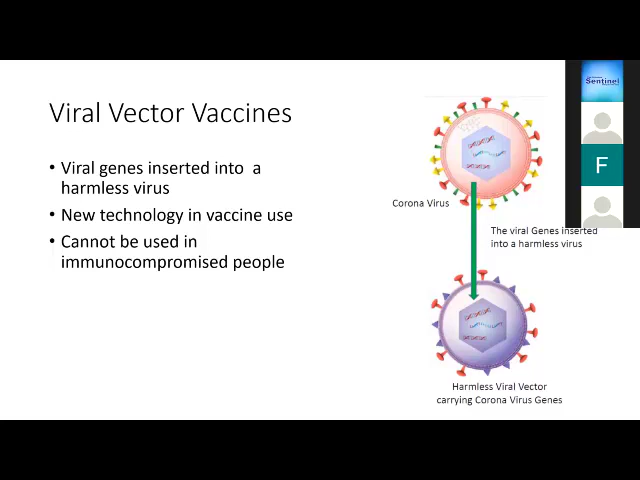 Viral Vector Vaccines
• Viral genes inserted into a
harmless virus
• New technology in vaccine use
• Cannot be used in
immunocompromised people
Corona Virus
The viral Genes inserted
into a harmless virus
Harmless Viral Vector
carrying Corona Virus Genes
Sentinel
F